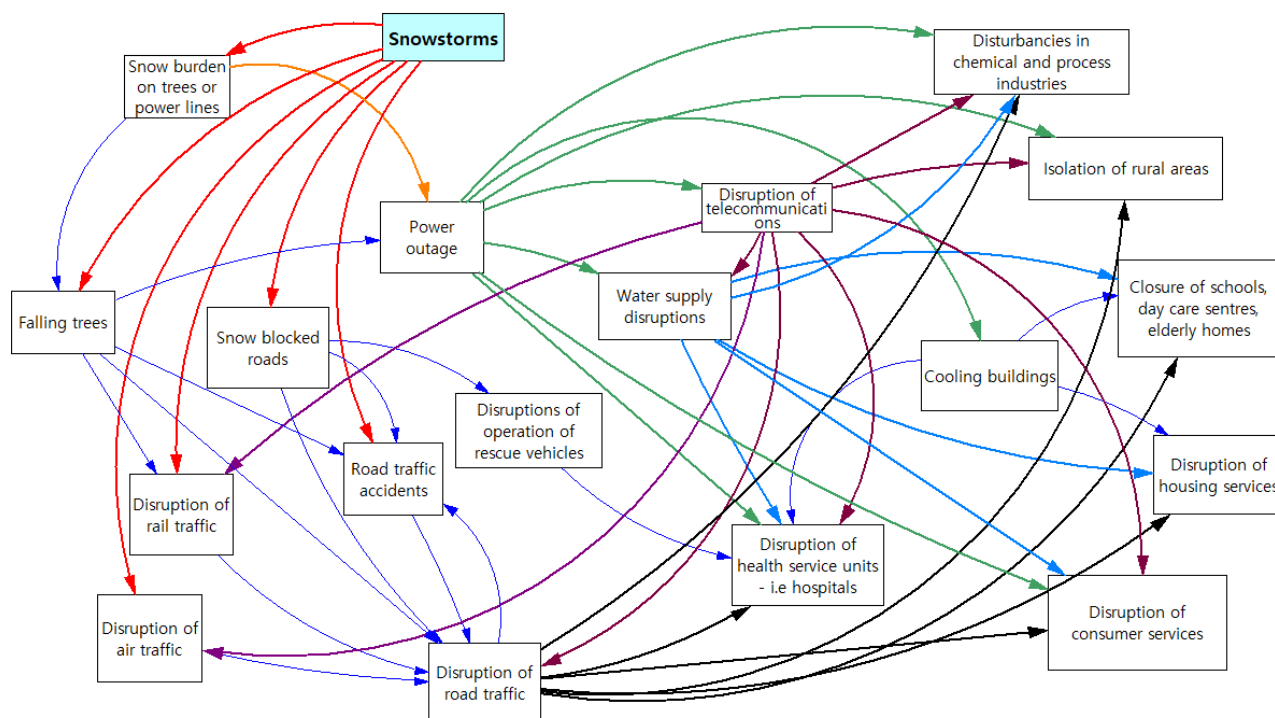 Snowstorms
Snow burden
on trees or
power lines
Disturbancies in
chemical and process
industries
Isolation of rural areas
Disruption of
telecommunicati
ons
Power
outage
Closure of schools,
day care sentres,
elderly homes
Water supply
disruptions
Falling trees
Snow blocked
roads
Cooling buildings
Disruptions of
operation of
rescue vehicles
Road traffic
accidents
Disruption of
housing services
Disruption of
rail traffic
Disruption of
health service units
- i.e hospitals
Disruption of
consumer services
Disruption of
air traffic
Disruption of
road traffic